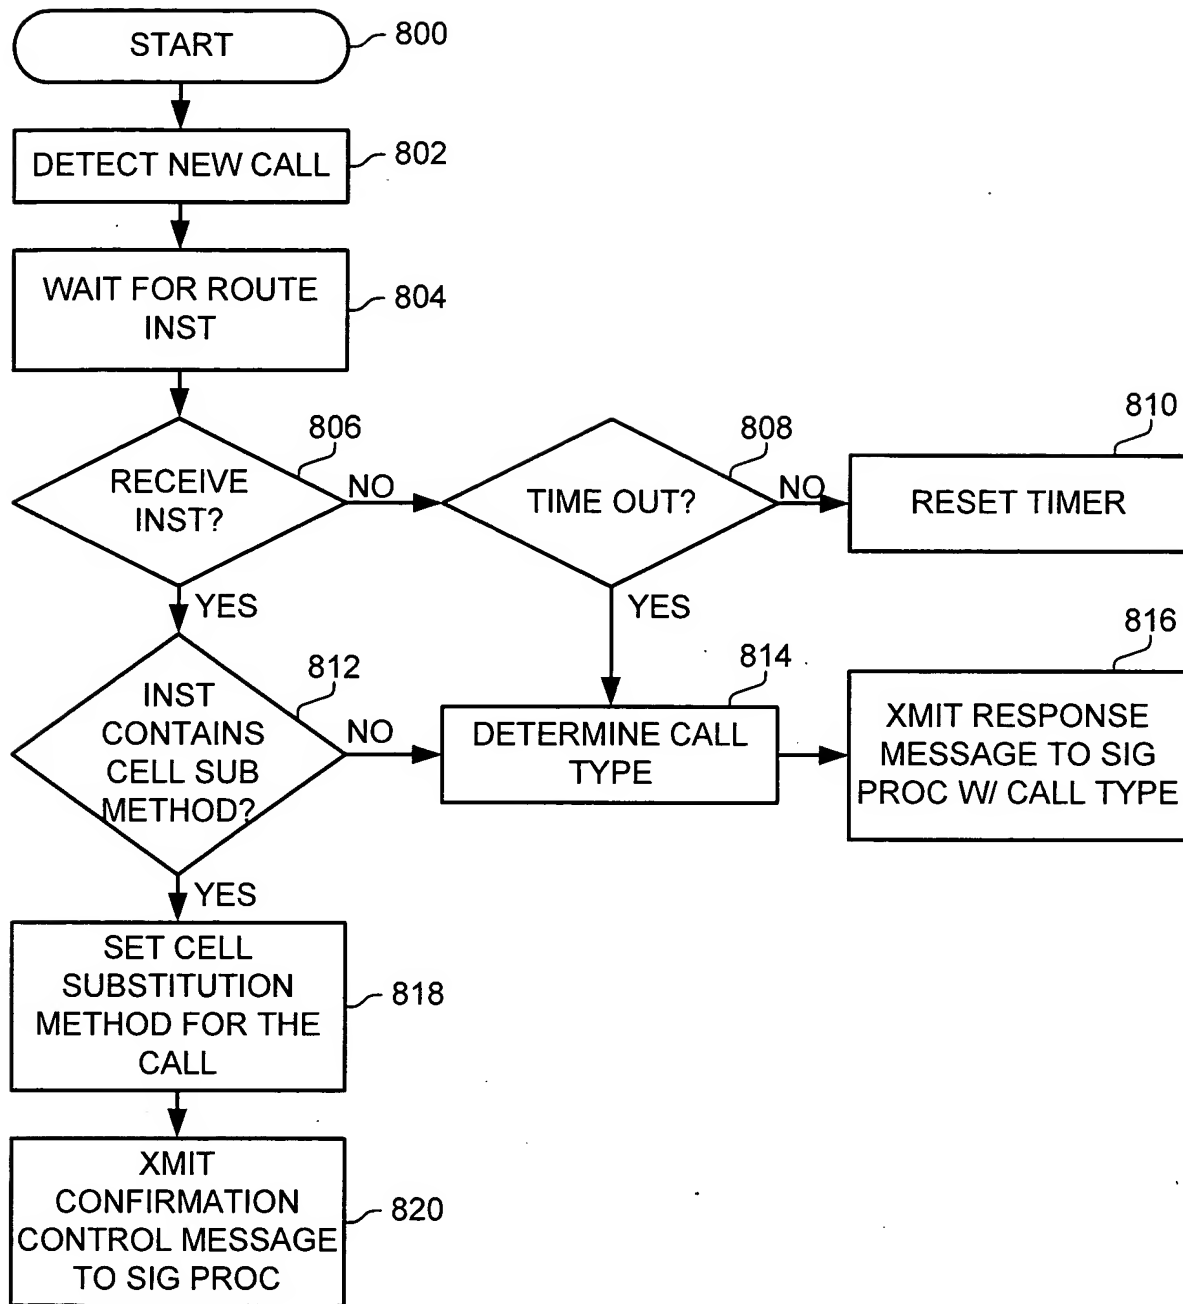 START
800
DETECT NEW CALL
802
WAIT FOR ROUTE
INST
804
RECEIVE
INST?
806
NO
TIME OUT?
808
NO
RESET TIMER
810
YES
YES
INST
CONTAINS
CELL SUB
METHOD?
812
NO
DETERMINE CALL
TYPE
814
XMIT RESPONSE
MESSAGE TO SIG
PROC W/ CALL TYPE
816
YES
SET CELL
SUBSTITUTION
METHOD FOR THE
CALL
818
XMIT
CONFIRMATION
CONTROL MESSAGE
TO SIG PROC
820